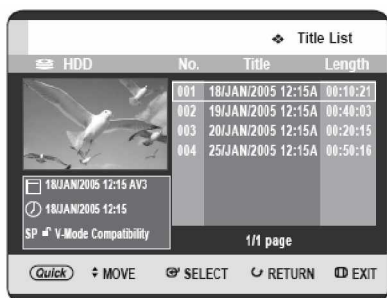 Title List
HDD
No. Title Length
001 18/JAN/2005 12:15A 00:10:21
002 19/JAN/2005 12:15A 00:40:03
003 20/JAN/2005 12:15A 00:20:15
004 25/JAN/2005 12:15A 00:50:16
18/JAN/2005 12:15 AV3
18/JAN/2005 12:15
SP V-Mode Compatibility
1/1 page
Quick MOVE SELECT RETURN EXIT